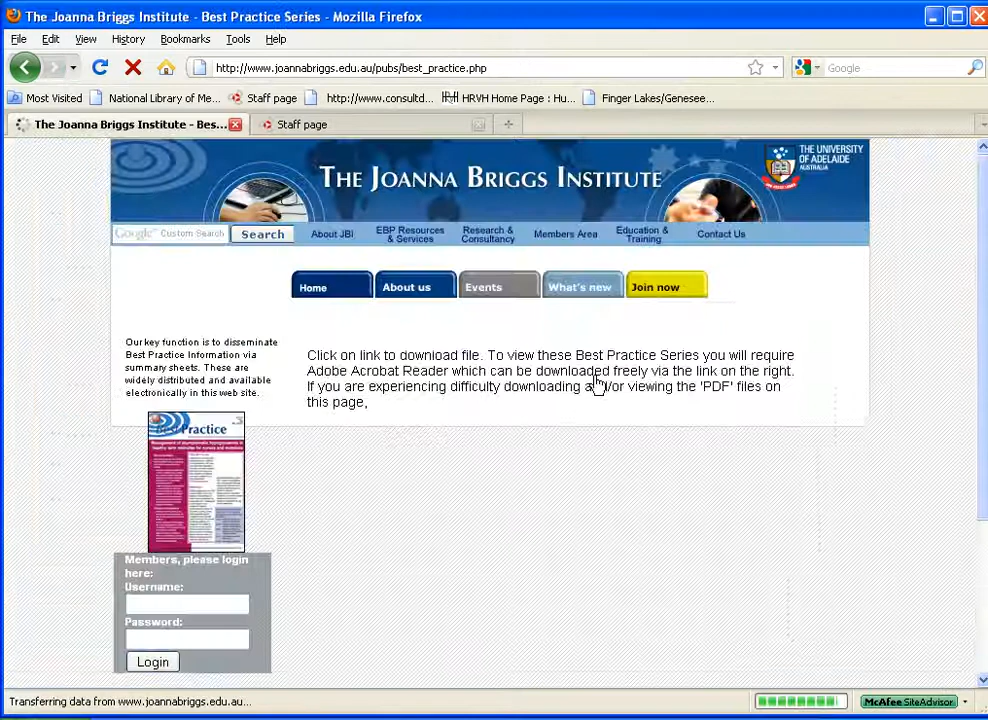 The Joanna Briggs Institute - Best Practice Series - Mozilla Firefox
File Edit View History Bookmarks Tools Help
http://www.joannabriggs.edu.au/pubs/best_practice.php
Google
Most Visited National Library of Me... Staff page http://www.consultd... HRVH Home Page : Hu... Finger Lakes/Genesee...
The Joanna Briggs Institute - Bes... Staff page
THE JOANNA BRIGGS INSTITUTE
THE UNIVERSITY
OF ADELAIDE
AUSTRALIA
Google™ Custom Search Search About JBI EBP Resources
& Services Research &
Consultancy Members Area Education &
Training Contact Us
Home About us Events What's new Join now
Our key function is to disseminate
Best Practice Information via
summary sheets. These are
widely distributed and available
electronically in this web site.
Click on link to download file. To view these Best Practice Series you will require
Adobe Acrobat Reader which can be downloaded freely via the link on the right.
If you are experiencing difficulty downloading and/or viewing the 'PDF' files on
this page,
Best Practice
Members, please login
here:
Username:
Password:
Login
Transferring data from www.joannabriggs.edu.au...
McAfee SiteAdvisor